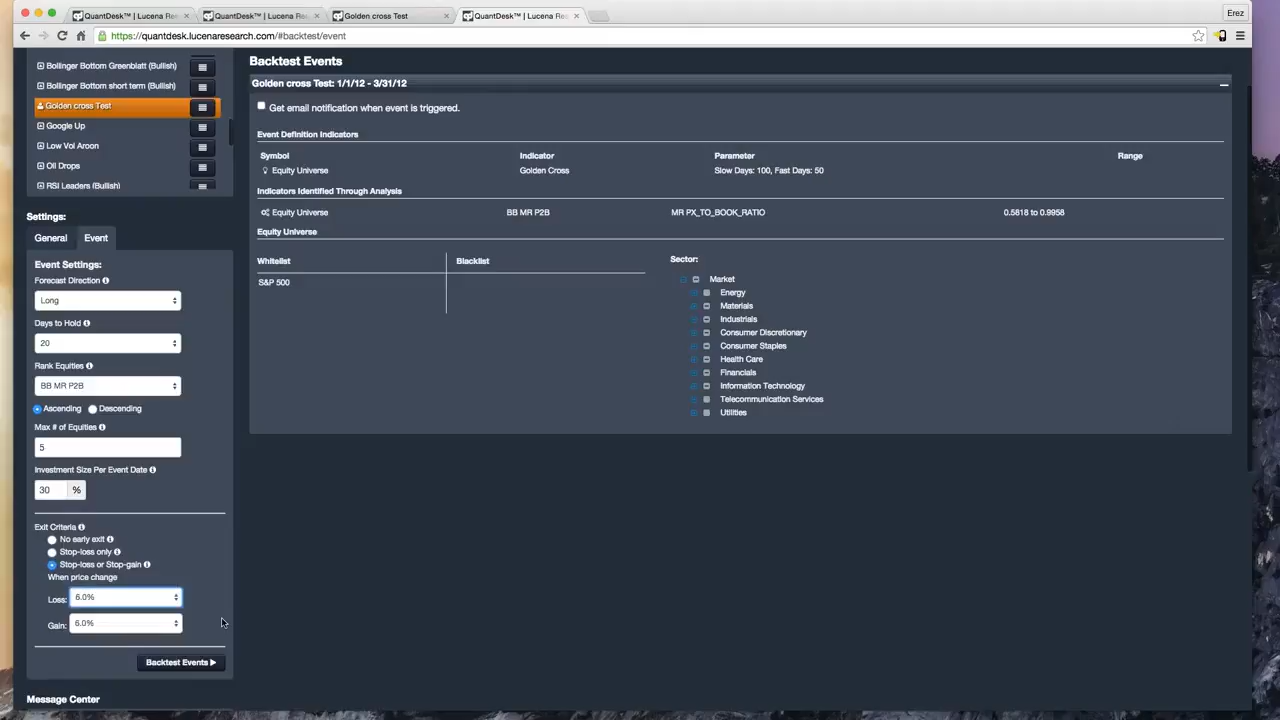 QuantDesk™ | Lucena Res
QuantDesk™ | Lucena Res
Golden cross Test
QuantDesk™ | Lucena Res
Erez
https://quantdesk.lucenaresearch.com/#backtest/event
Bollinger Bottom Greenblatt (Bullish)
Bollinger Bottom short term (Bullish)
Golden cross Test
Google Up
Low Vol Aroon
Oil Drops
RSI Leaders (Bullish)
Settings:
General
Event
Event Settings:
Forecast Direction
Long
Days to Hold
20
Rank Equities
BB MR P2B
Ascending
Descending
Max # of Equities
5
Investment Size Per Event Date
30 %
Exit Criteria
No early exit
Stop-loss only
Stop-loss or Stop-gain
When price change
Loss: 6.0%
Gain: 6.0%
Backtest Events
Message Center
Backtest Events
Golden cross Test: 1/1/12 - 3/31/12
Get email notification when event is triggered.
Event Definition Indicators
Symbol Indicator Parameter Range
Equity Universe Golden Cross Slow Days: 100, Fast Days: 50
Indicators Identified Through Analysis
Equity Universe BB MR P2B MR PX_TO_BOOK_RATIO 0.5818 to 0.9958
Equity Universe
Whitelist
Blacklist
S&P 500
Sector:
Market
Energy
Materials
Industrials
Consumer Discretionary
Consumer Staples
Health Care
Financials
Information Technology
Telecommunication Services
Utilities